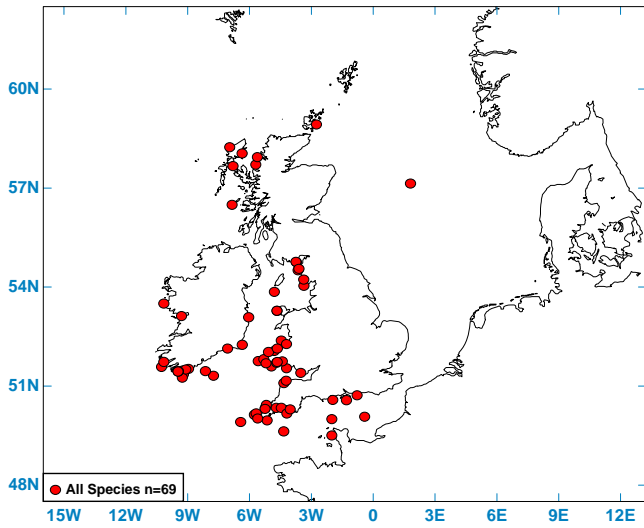 60N
57N
54N
51N
48N
All Species n=69
15W 12W 9W 6W 3W 0 3E 6E 9E 12E